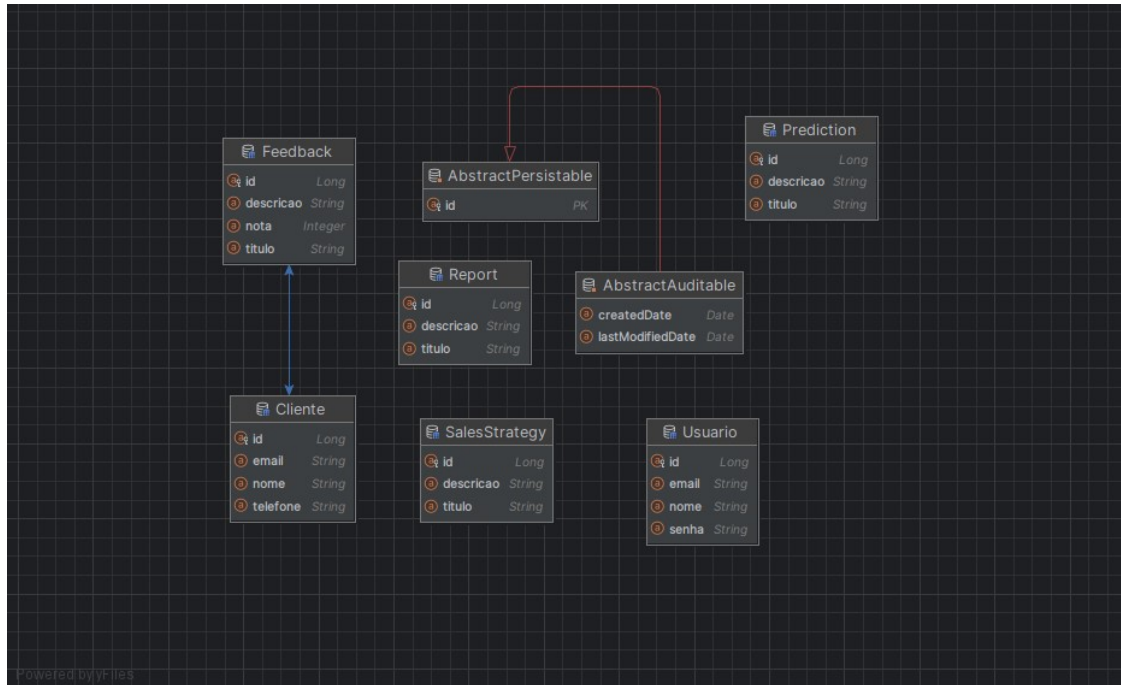 Feedback
id Long
descricao String
nota Integer
titulo String
AbstractPersistable
id PK
Prediction
id Long
descricao String
titulo String
Report
id Long
descricao String
titulo String
AbstractAuditable
createdDate Date
lastModifiedDate Date
Cliente
id Long
email String
nome String
telefone String
SalesStrategy
id Long
descricao String
titulo String
Usuario
id Long
email String
nome String
senha String
Powered by yFiles